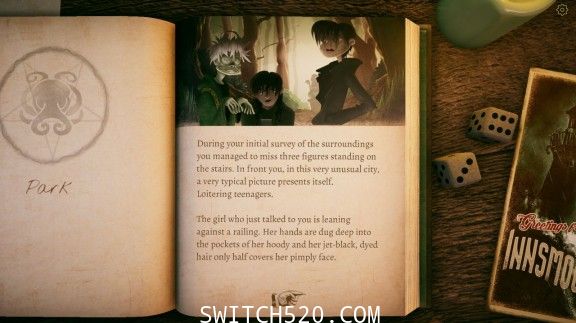 Park
During your initial survey of the surroundings
you managed to miss three figures standing on
the stairs. In front you, in this very unusual city,
a very typical picture presents itself.
Loitering teenagers.
The girl who just talked to you is leaning
against a railing. Her hands are dug deep into
the pockets of her hoody and her jet-black, dyed
hair only half covers her pimply face.
Greetings
SWITCH520.COM